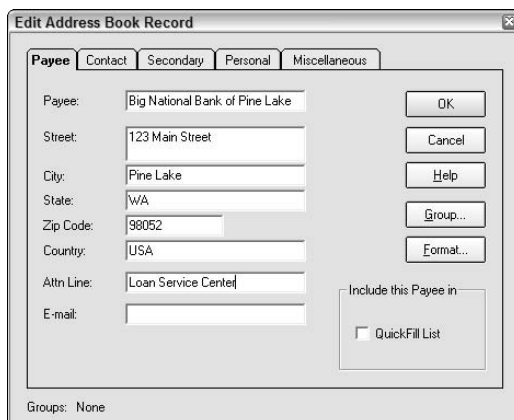 Edit Address Book Record
Payee Contact Secondary Personal Miscellaneous
Payee: Big National Bank of Pine Lake
OK
Street: 123 Main Street
Cancel
City: Pine Lake
Help
State: WA
Zip Code: 98052
Group...
Country: USA
Format...
Attn Line: Loan Service Center
Include this Payee in
E-mail:
QuickFill List
Groups: None